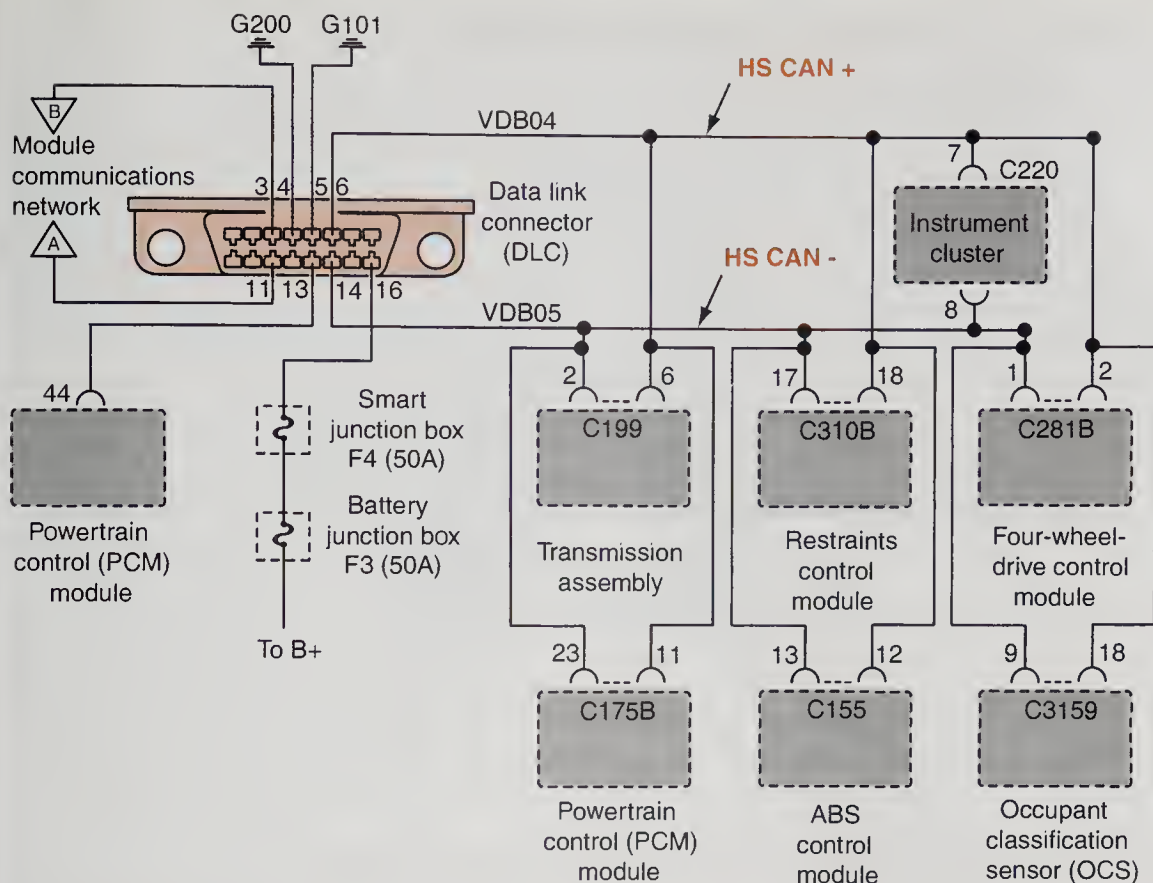 G200 G101
HS CAN +
B
VDB04
Module
communications
network
3 4 5 6
7
C220
Data link
connector
(DLC)
Instrument
cluster
A
HS CAN -
11 13 14 16
VDB05
8
44
2 6
17 18
1 2
Smart
junction box
F4 (50A)
C199
C310B
C281B
Battery
junction box
F3 (50A)
Powertrain
control (PCM)
module
Transmission
assembly
Restraints
control
module
Four-wheel-
drive control
module
To B+
23 11
13 12
9 18
C175B
C155
C3159
Powertrain
control (PCM)
module
ABS
control
module
Occupant
classification
sensor (OCS)